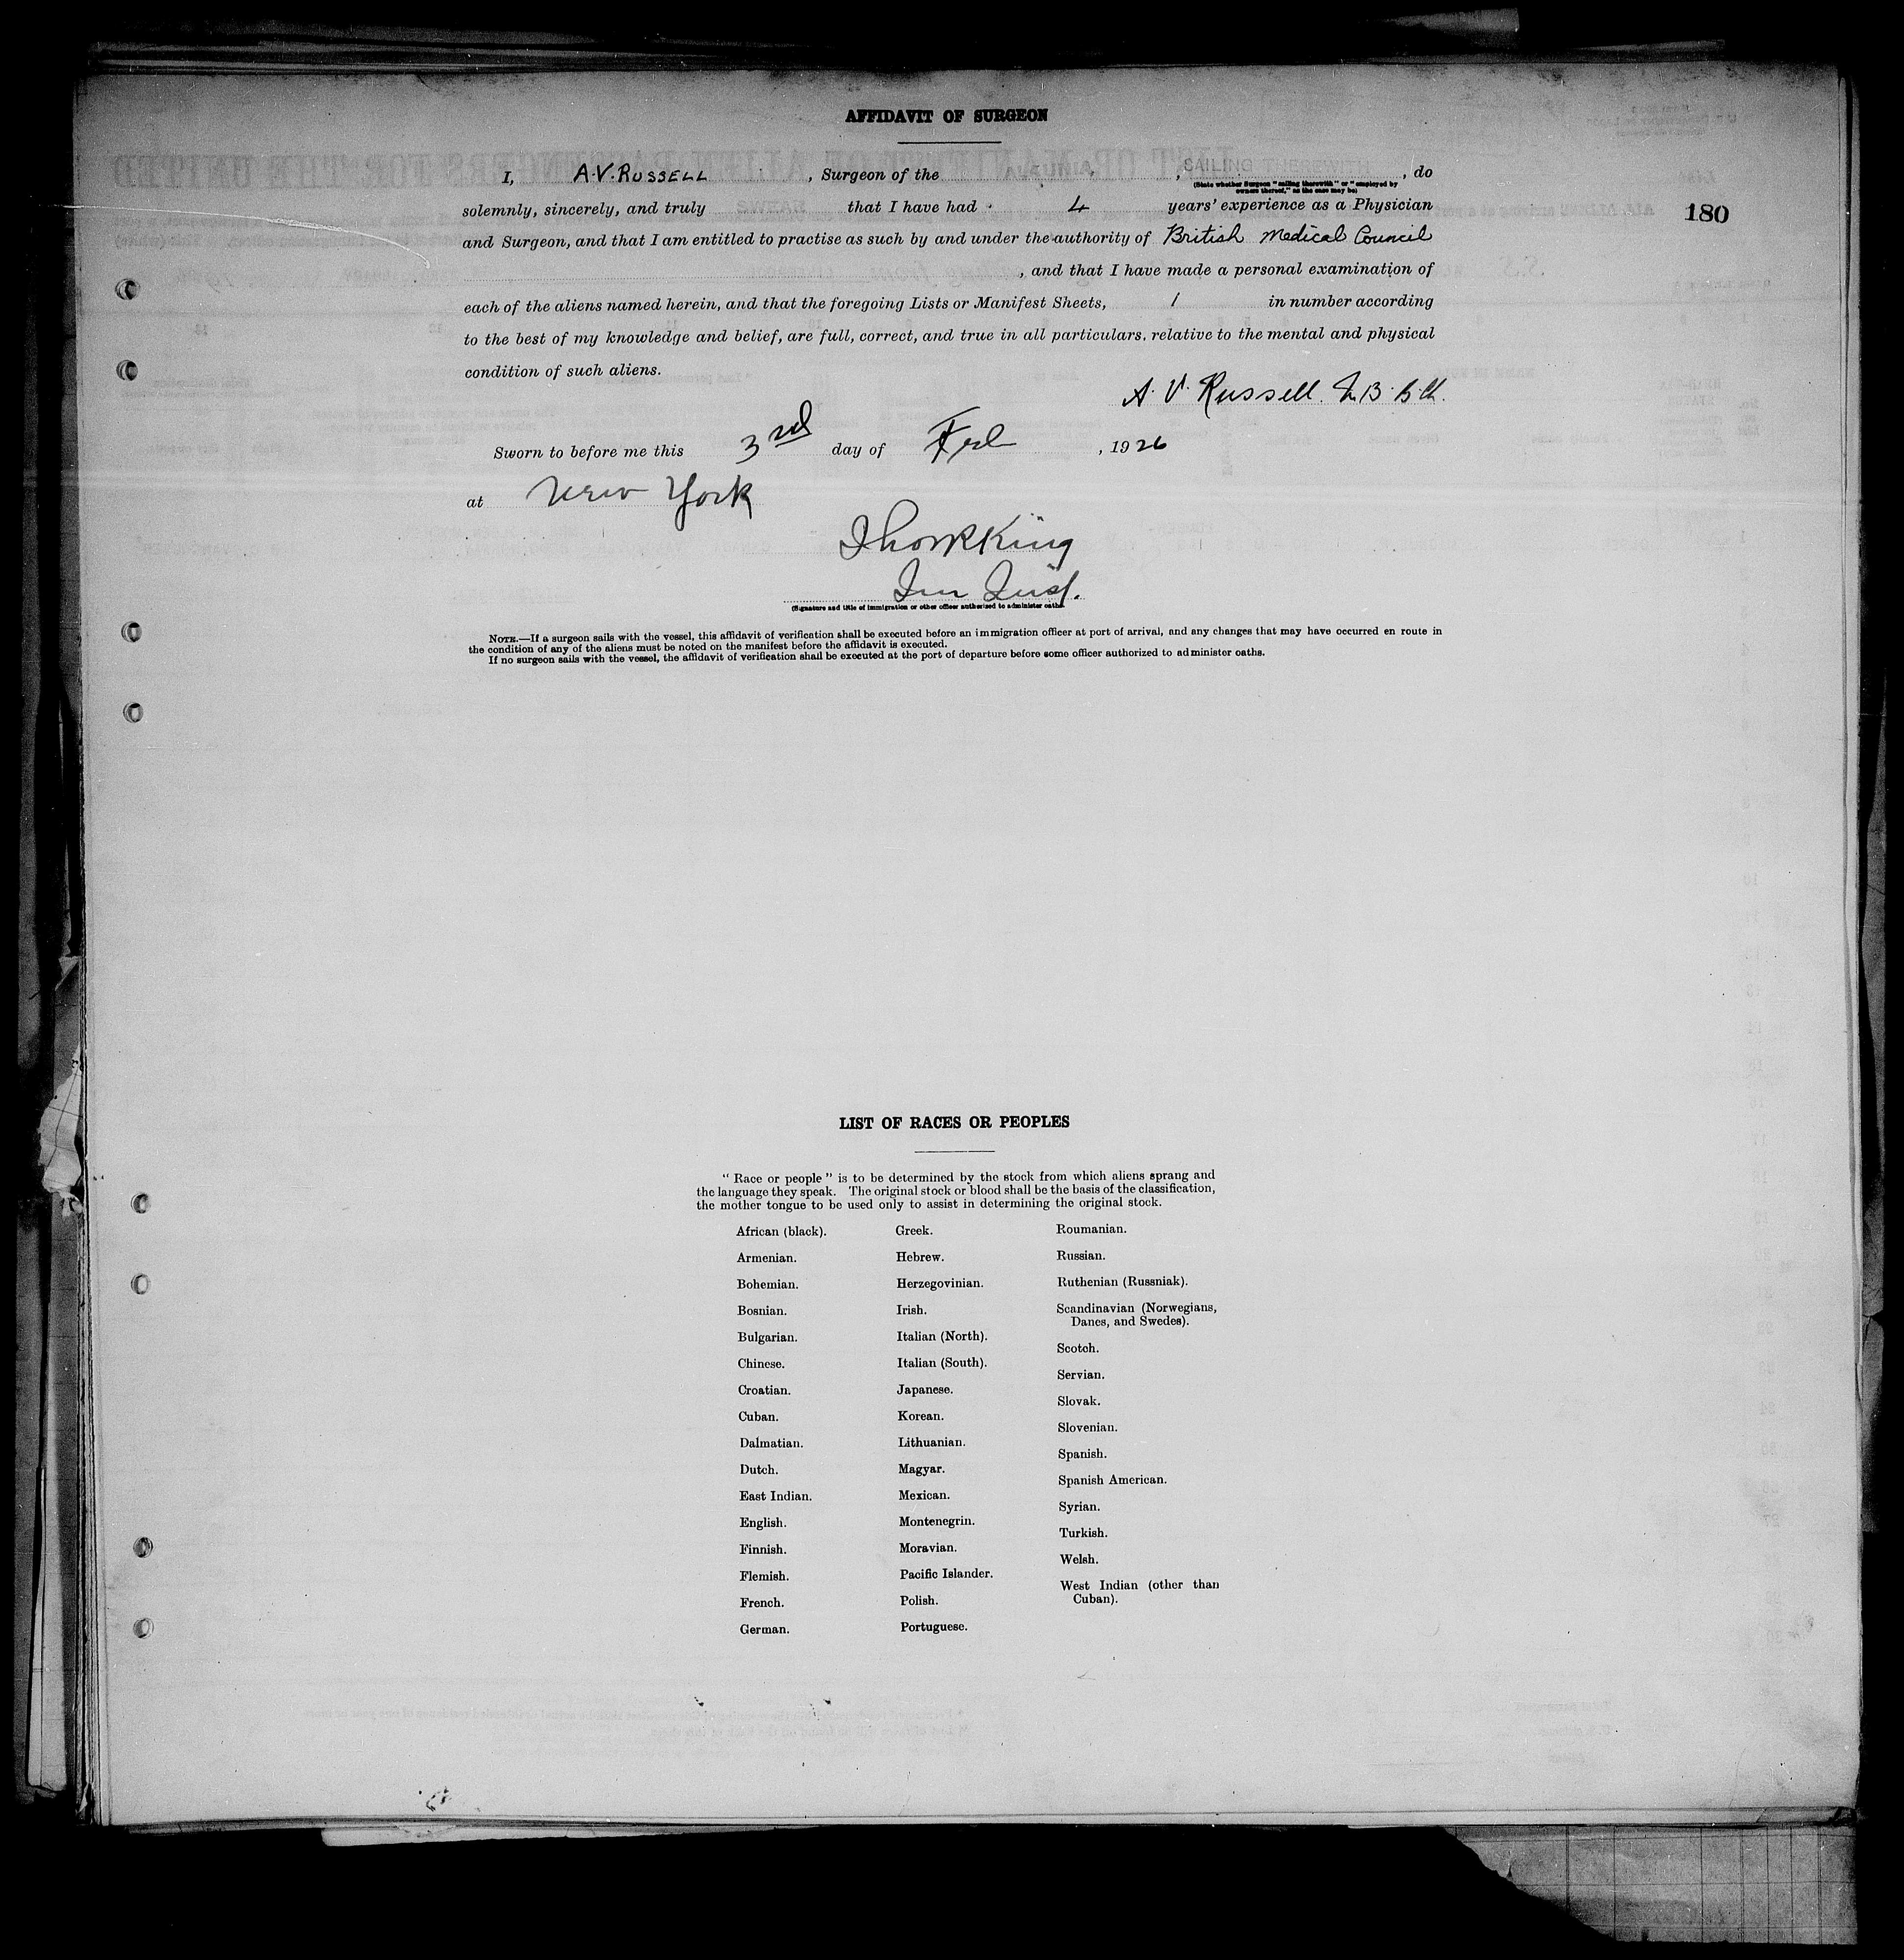 AFFIDAVIT OF SURGEON
180
I, A.V. RUSSELL , Surgeon of the AURANIA , SAILING THEREWITH , do
(State whether Surgeon "sailing therewith" or "employed by
owners thereof," as the case may be)
solemnly, sincerely, and truly SWEAR that I have had 4 years' experience as a Physician
and Surgeon, and that I am entitled to practise as such by and under the authority of British Medical Council
, and that I have made a personal examination of
each of the aliens named herein, and that the foregoing Lists or Manifest Sheets, 1 in number according
to the best of my knowledge and belief, are full, correct, and true in all particulars, relative to the mental and physical
condition of such aliens.
A. V. Russell. M.B. B.Ch.
Sworn to before me this 3rd day of Feb , 1926
at New York
King
(Signature and title of immigration or other officer authorized to administer oaths.
NOTE.—If a surgeon sails with the vessel, this affidavit of verification shall be executed before an immigration officer at port of arrival, and any changes that may have occurred en route in
the condition of any of the aliens must be noted on the manifest before the affidavit is executed.
If no surgeon sails with the vessel, the affidavit of verification shall be executed at the port of departure before some officer authorized to administer oaths.
LIST OF RACES OR PEOPLES
"Race or people" is to be determined by the stock from which aliens sprang and
the language they speak. The original stock or blood shall be the basis of the classification,
the mother tongue to be used only to assist in determining the original stock.
African (black).
Armenian.
Bohemian.
Bosnian.
Bulgarian.
Chinese.
Croatian.
Cuban.
Dalmatian.
Dutch.
East Indian.
English.
Finnish.
Flemish.
French.
German.
Greek.
Hebrew.
Herzegovinian.
Irish.
Italian (North).
Italian (South).
Japanese.
Korean.
Lithuanian.
Magyar.
Mexican.
Montenegrin.
Moravian.
Pacific Islander.
Polish.
Portuguese.
Roumanian.
Russian.
Ruthenian (Russniak).
Scandinavian (Norwegians,
Danes, and Swedes).
Scotch.
Servian.
Slovak.
Slovenian.
Spanish.
Spanish American.
Syrian.
Turkish.
Welsh.
West Indian (other than
Cuban).